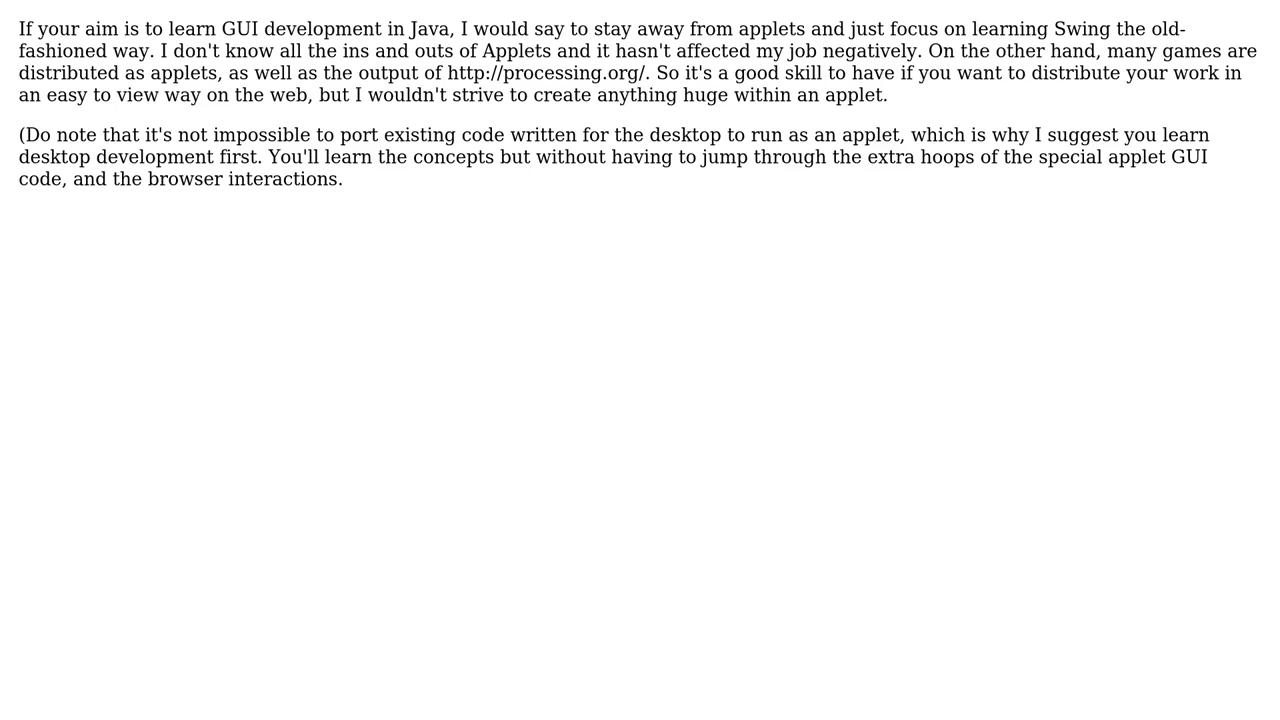 If your aim is to learn GUI development in Java, I would say to stay away from applets and just focus on learning Swing the old-
fashioned way. I don't know all the ins and outs of Applets and it hasn't affected my job negatively. On the other hand, many games are
distributed as applets, as well as the output of http://processing.org/. So it's a good skill to have if you want to distribute your work in
an easy to view way on the web, but I wouldn't strive to create anything huge within an applet.
(Do note that it's not impossible to port existing code written for the desktop to run as an applet, which is why I suggest you learn
desktop development first. You'll learn the concepts but without having to jump through the extra hoops of the special applet GUI
code, and the browser interactions.